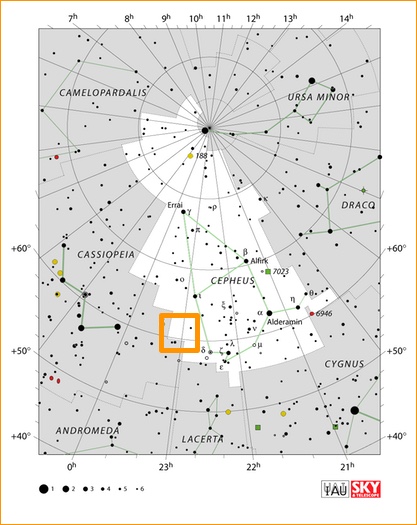 7h 8h 9h 10h 11h 12h 13h 14h
CAMELOPARDALIS
URSA MINOR
188
Errai
γ
ρ
κ
DRACO
π
+60°
CASSIOPEIA
β
Alfirk
+60°
7023
ο
CEPHEUS
ι
ξ
α
η
θ
6946
Alderamin
ν
+50°
δ
ζ
λ
ε
μ
+50°
CYGNUS
+40°
ANDROMEDA
LACERTA
+40°
0h 23h 22h 21h
1 2 3 4 5 6
IAU
SKY
& TELESCOPE